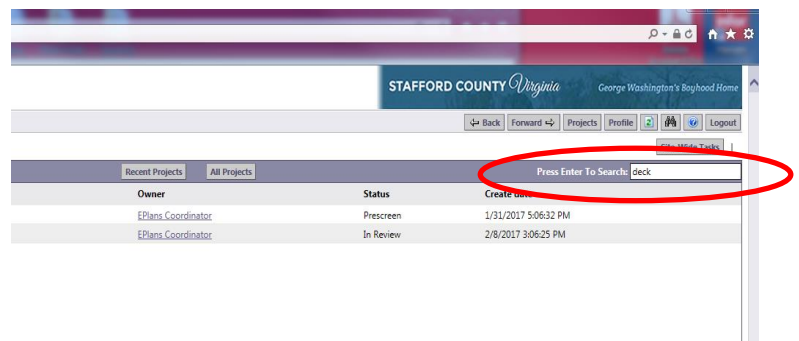 STAFFORD COUNTY Virginia George Washington's Boyhood Home
Back Forward Projects Profile Logout
Site Wide Tasks |
Recent Projects All Projects Press Enter To Search: deck
Owner Status Create date
EPlans Coordinator Prescreen 1/31/2017 5:06:32 PM
EPlans Coordinator In Review 2/8/2017 3:06:25 PM